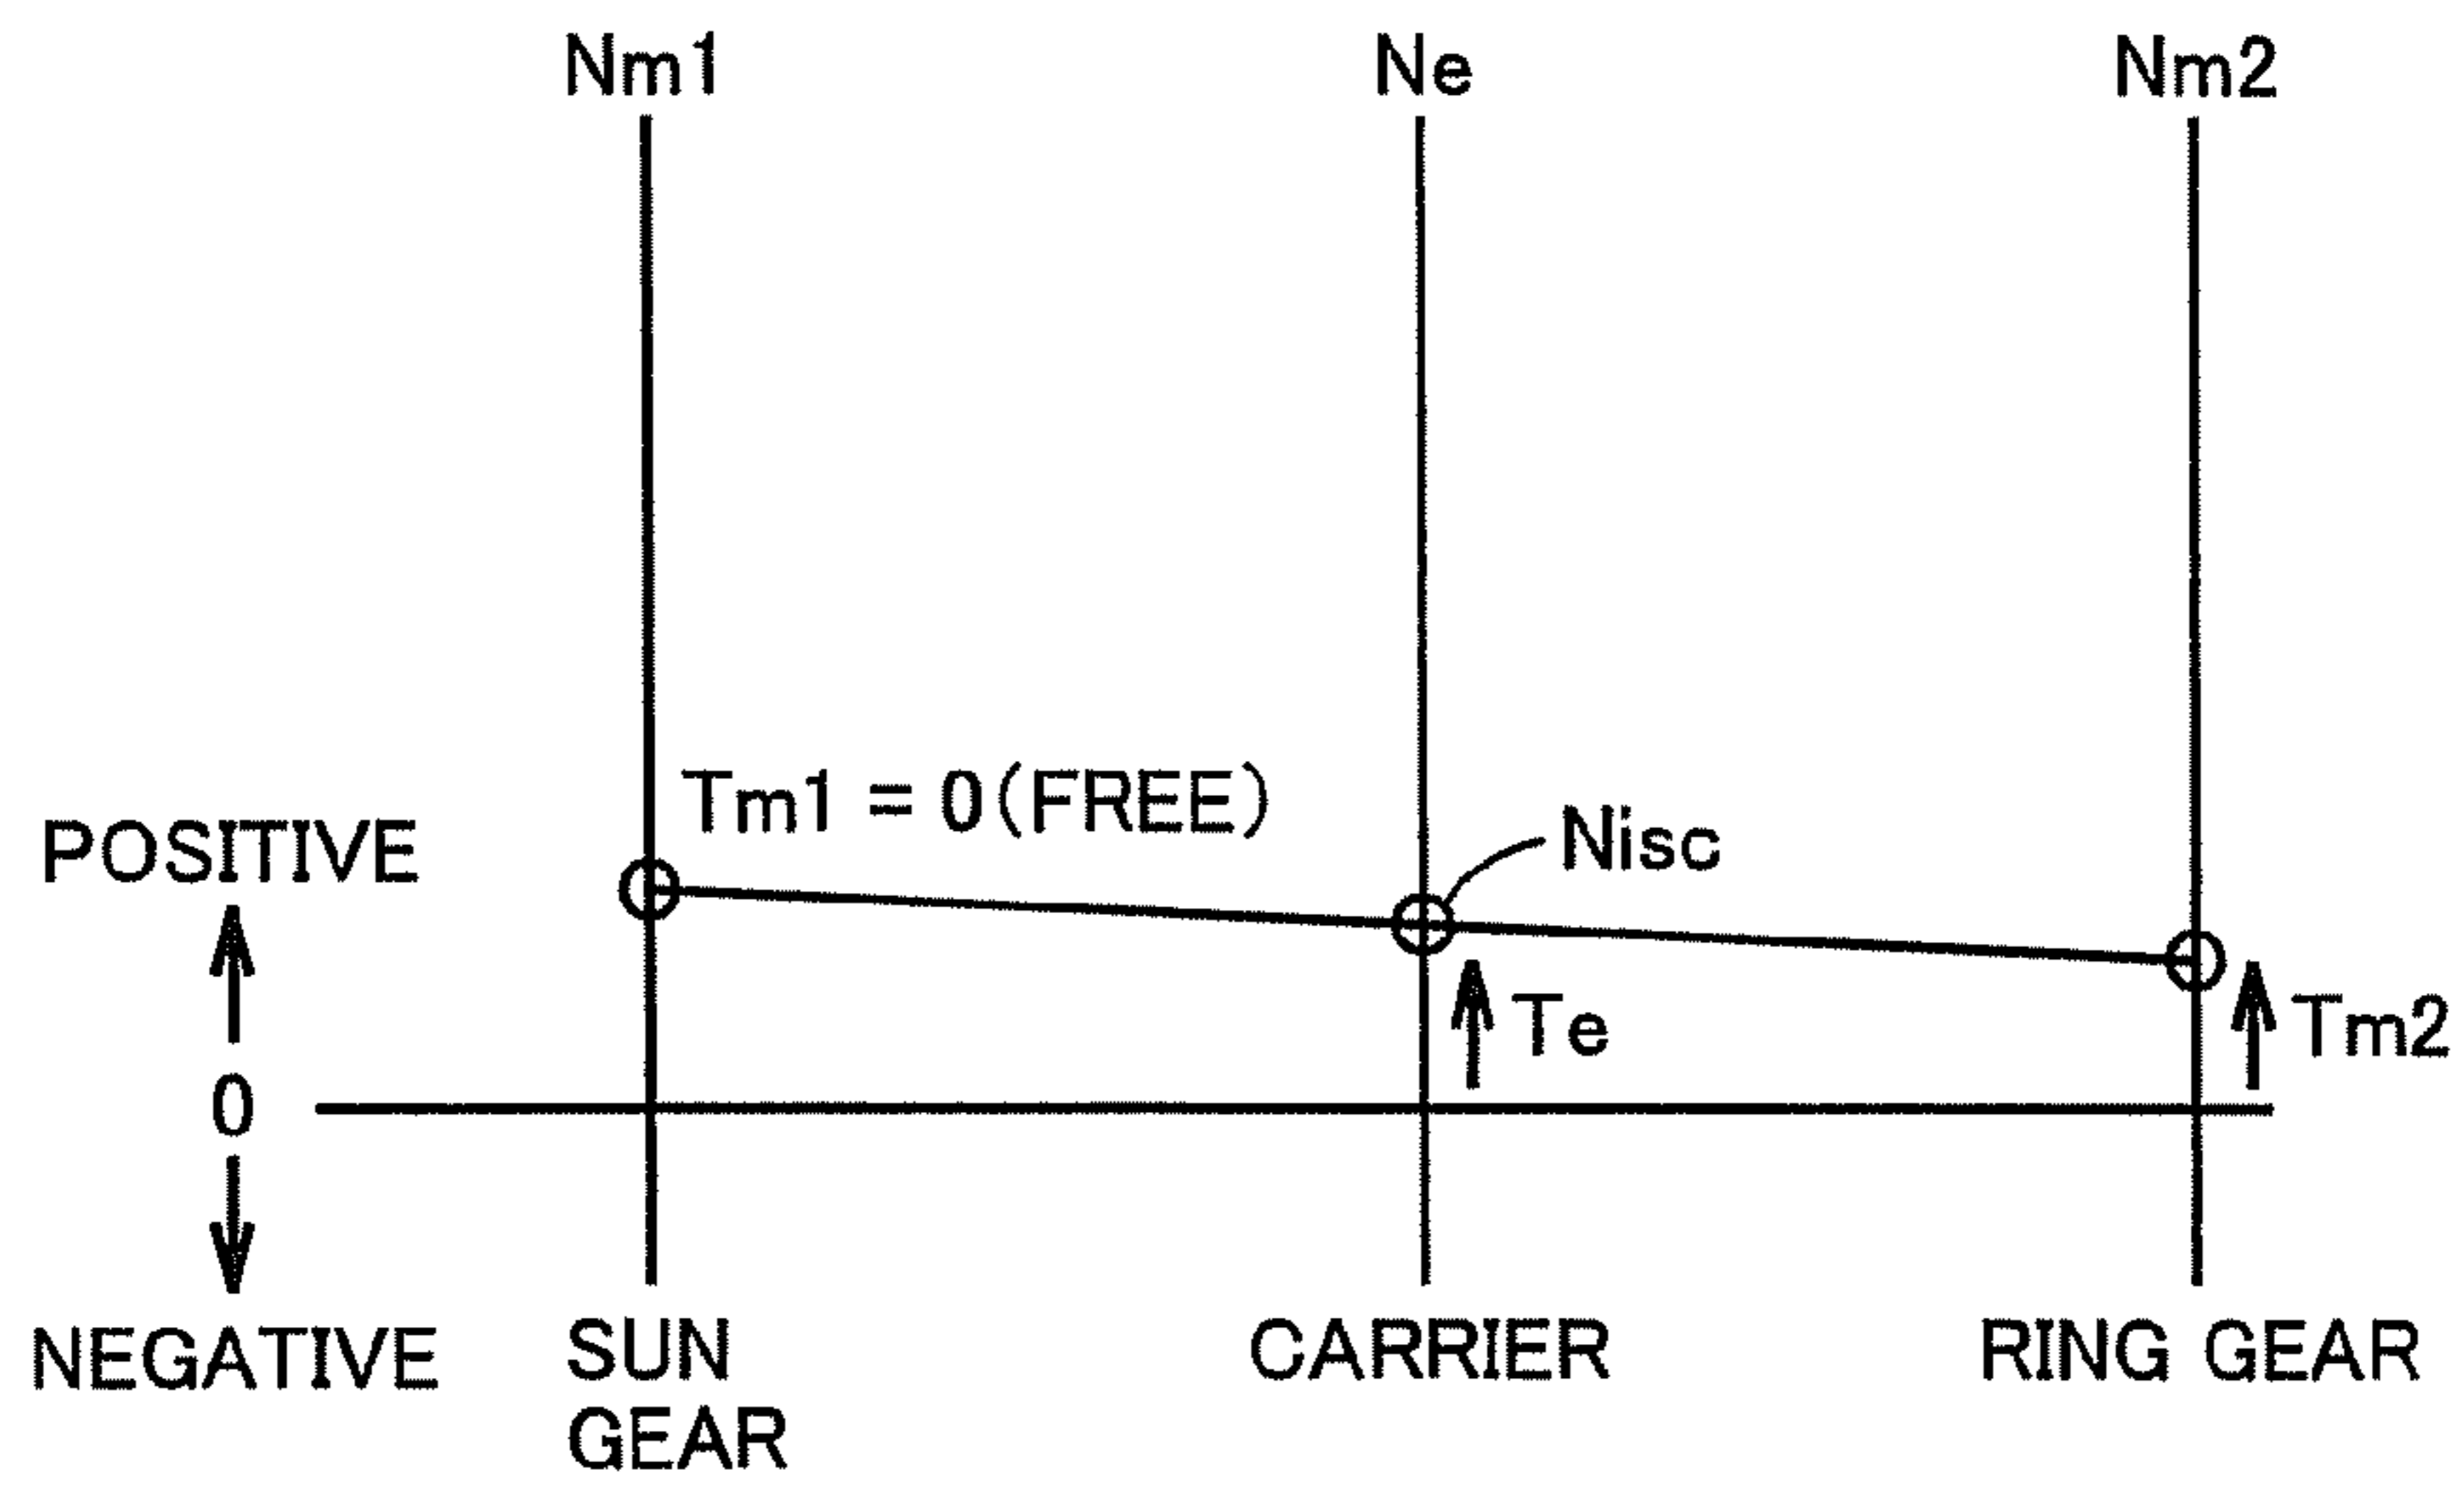 Nm1 Ne Nm2
Tm1 = 0(FREE)
Nisc
POSITIVE
Te Tm2
0
NEGATIVE
SUN
GEAR
CARRIER
RING GEAR